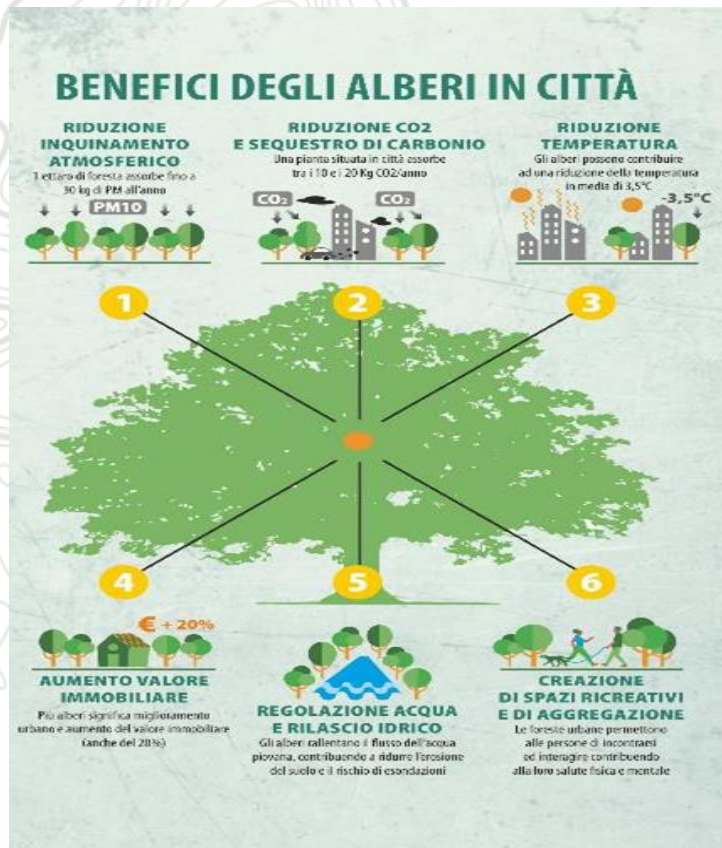 BENEFICI DEGLI ALBERI IN CITTÀ
RIDUZIONE
INQUINAMENTO
ATMOSFERICO
1 ettaro di foresta assorbe fino a
30 kg di PM all'anno
PM10
1
RIDUZIONE CO2
E SEQUESTRO DI CARBONIO
Una pianta situata in città assorbe
tra i 10 e i 20 Kg CO2/anno
CO2
CO2
2
RIDUZIONE
TEMPERATURA
Gli alberi possono contribuire
ad una riduzione della temperatura
in media di 3,5°C
-3,5°C
3
4
€ + 20%
AUMENTO VALORE
IMMOBILIARE
Più alberi significa miglioramento
urbano e aumento del valore immobiliare
(anche del 20%)
5
REGOLAZIONE ACQUA
E RILASCIO IDRICO
Gli alberi rallentano il flusso dell'acqua
piovana, contribuendo a ridurre l'erosione
del suolo e il rischio di esondazioni
6
CREAZIONE
DI SPAZI RICREATIVI
E DI AGGREGAZIONE
Le foreste urbane permettono
alle persone di incontrarsi
ed interagire contribuendo
alla loro salute fisica e mentale